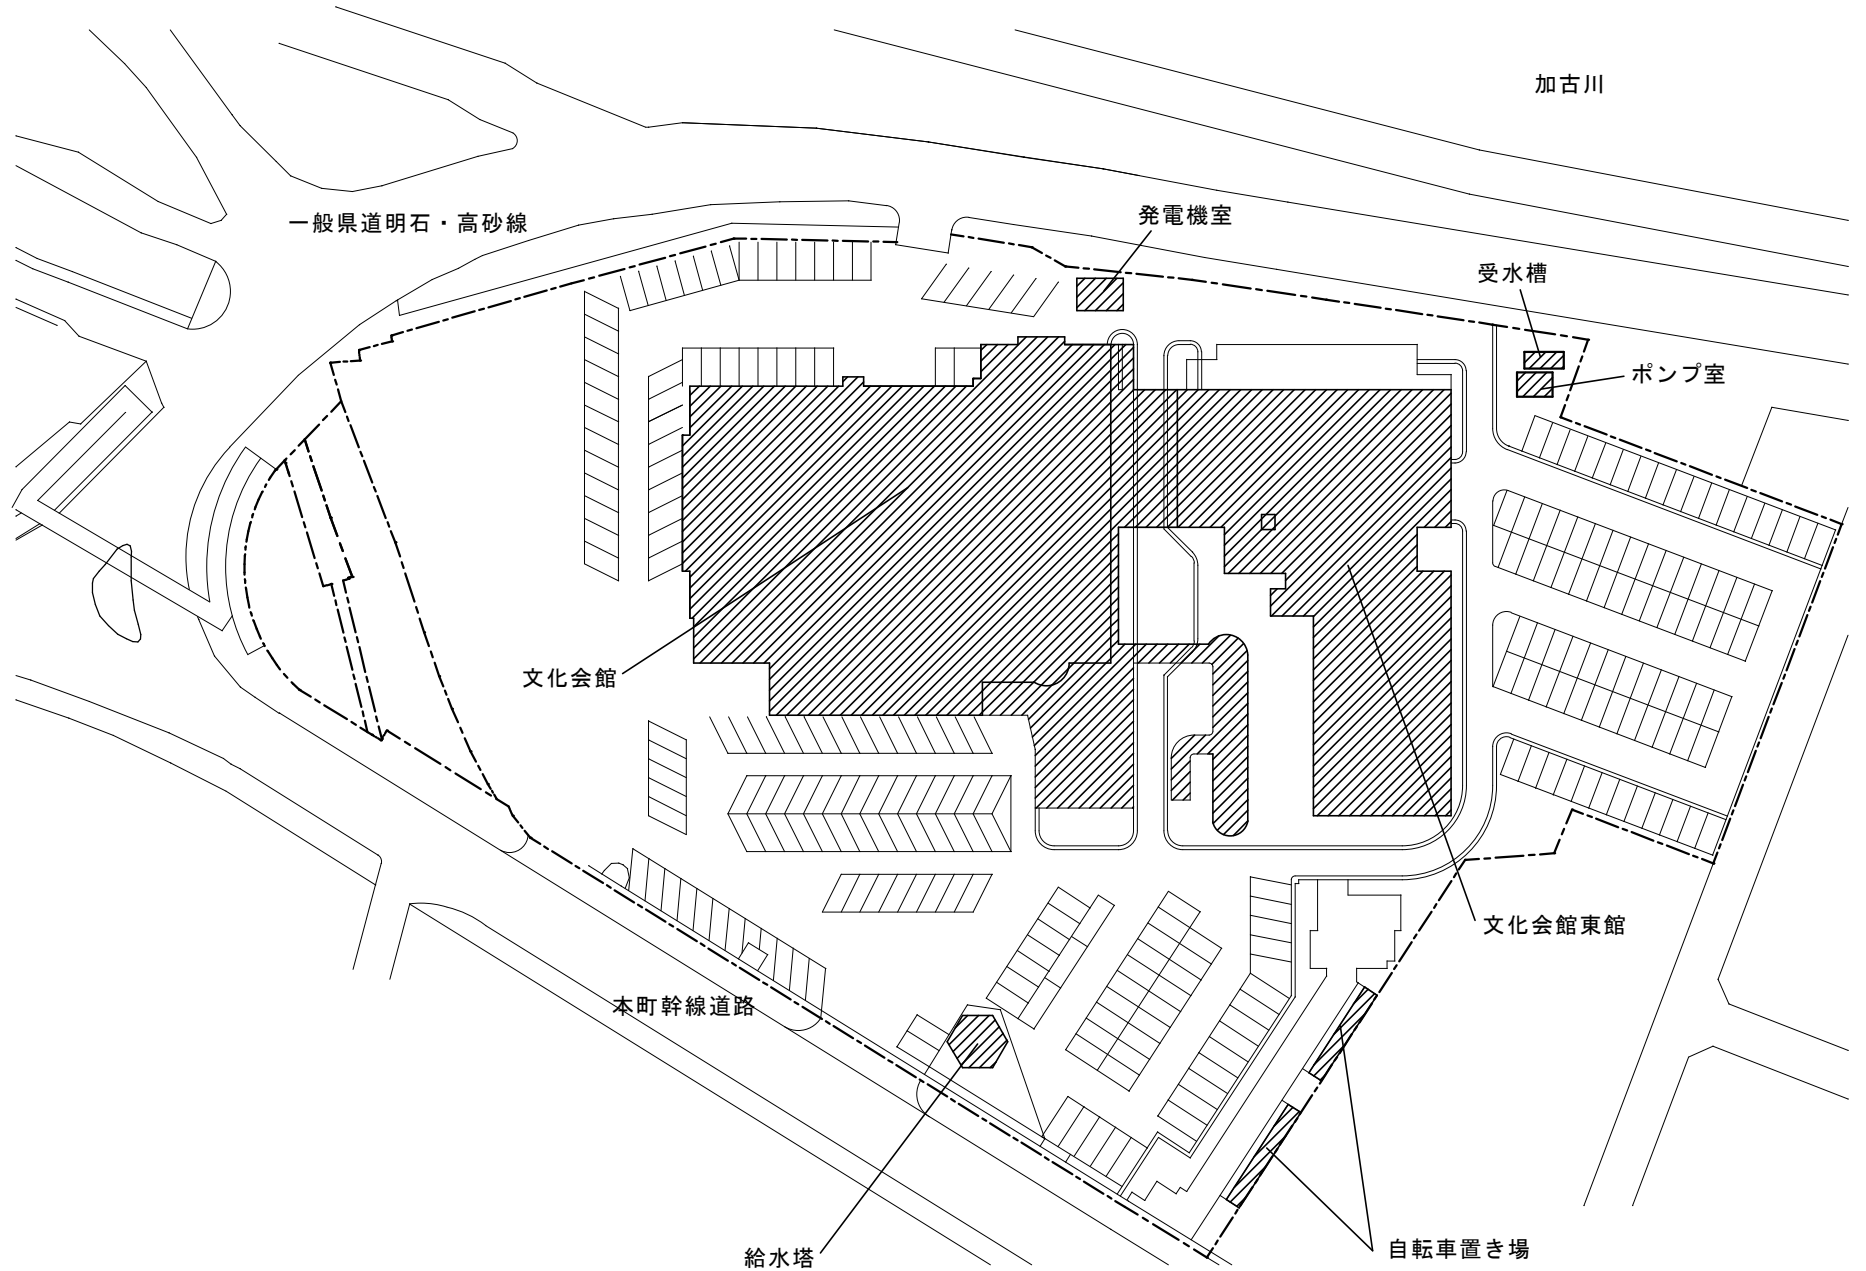 加古川
発電機室
一般県道明石・高砂線
受水槽
ポンプ室
文化会館
文化会館東館
本町幹線道路
自転車置き場
給水塔